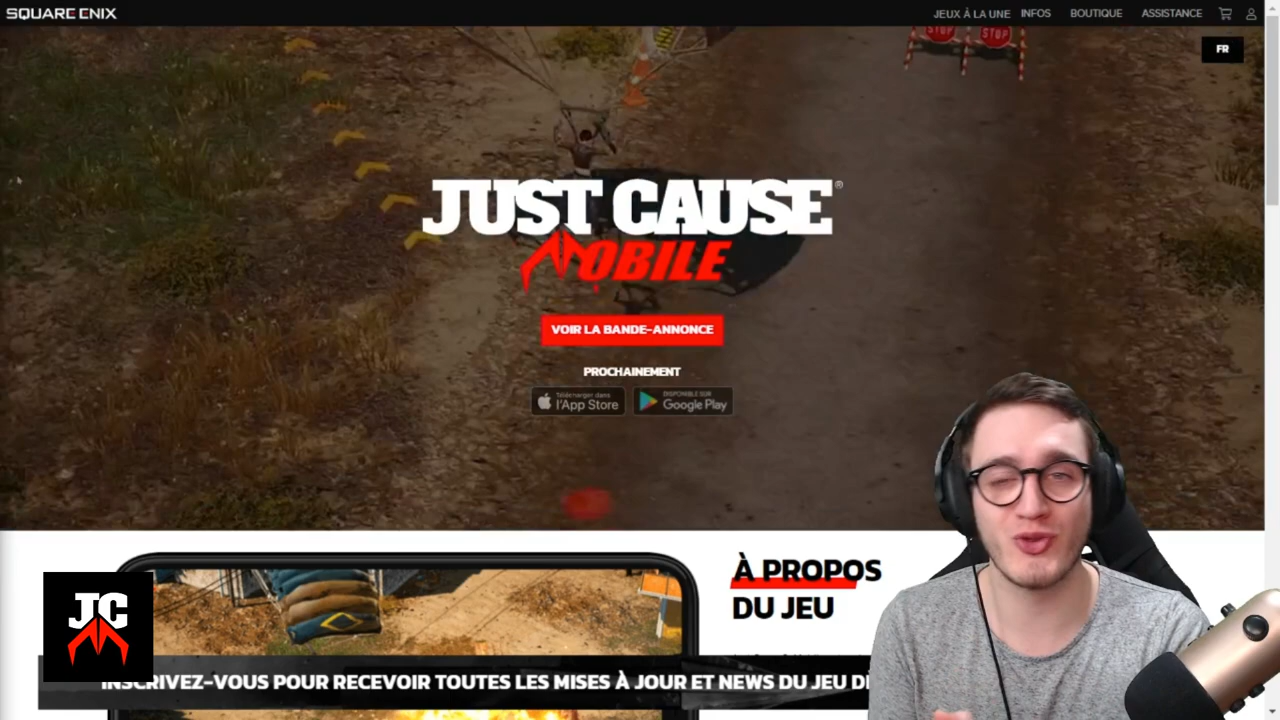 SQUARE ENIX
JEUX À LA UNE INFOS BOUTIQUE ASSISTANCE
STOP STOP
FR
JUST CAUSE®
MOBILE
VOIR LA BANDE-ANNONCE
PROCHAINEMENT
Télécharger dans
l'App Store
DISPONIBLE SUR
Google Play
À PROPOS
DU JEU
JC
INSCRIVEZ-VOUS POUR RECEVOIR TOUTES LES MISES À JOUR ET NEWS DU JEU